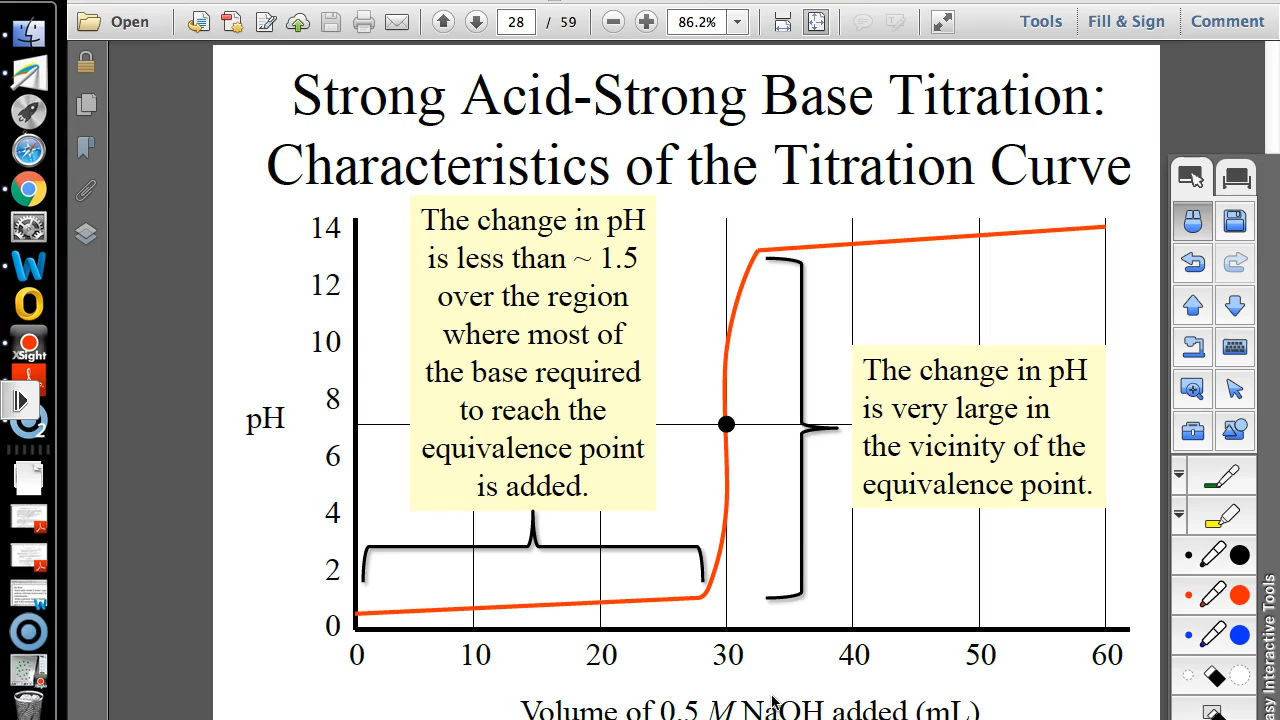 Open
28 / 59
86.2%
Tools
Fill & Sign
Comment
Strong Acid-Strong Base Titration:
Characteristics of the Titration Curve
The change in pH
is less than ~ 1.5
over the region
where most of
the base required
to reach the
equivalence point
is added.
The change in pH
is very large in
the vicinity of the
equivalence point.
14
12
10
8
pH
6
4
2
0
0 10 20 30 40 50 60
Volume of 0.5 M NaOH added (mL)
xSight
asy Interactive Tools